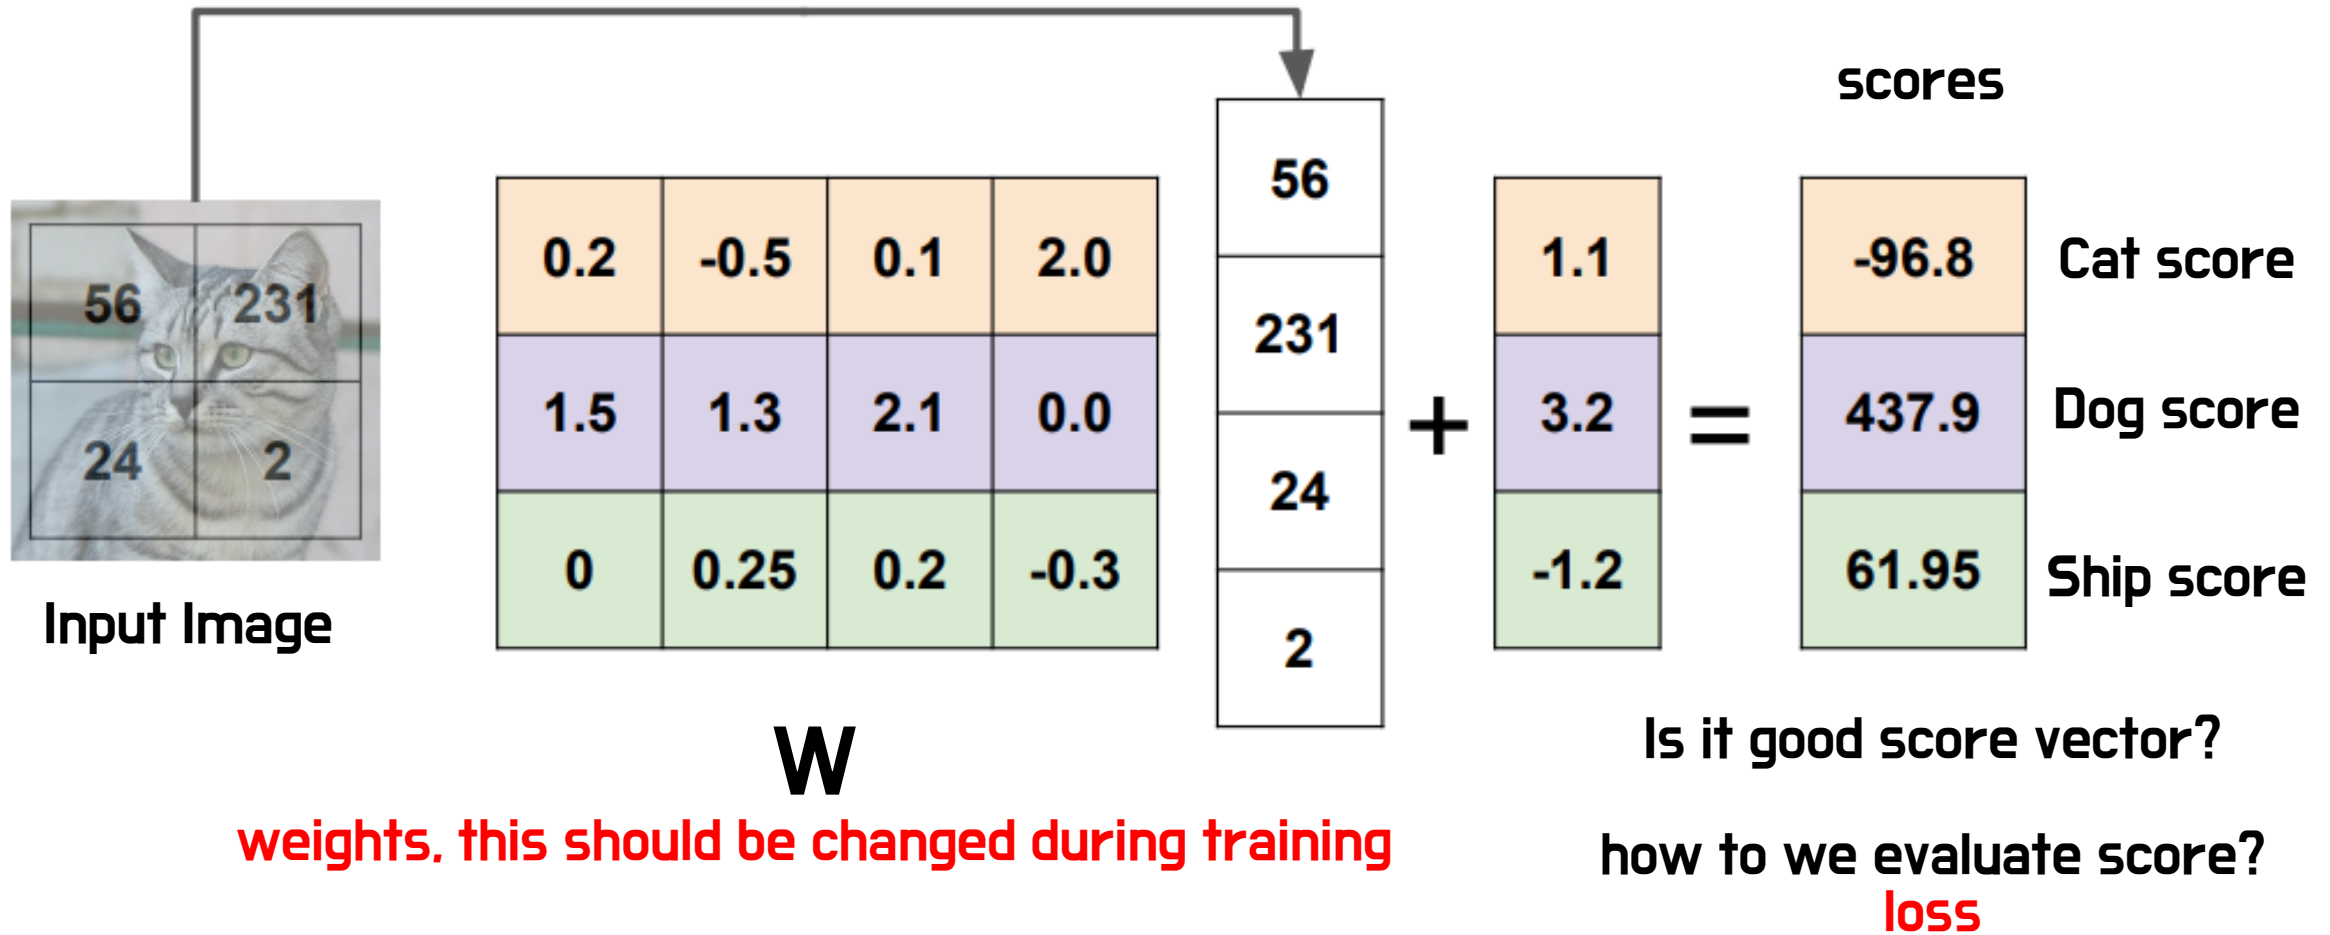 scores
56 231
24 2
Input Image
0.2 -0.5 0.1 2.0
1.5 1.3 2.1 0.0
0 0.25 0.2 -0.3
W
weights, this should be changed during training
56
231
24
2
+
1.1
3.2
-1.2
=
-96.8 Cat score
437.9 Dog score
61.95 Ship score
Is it good score vector?
how to we evaluate score?
loss